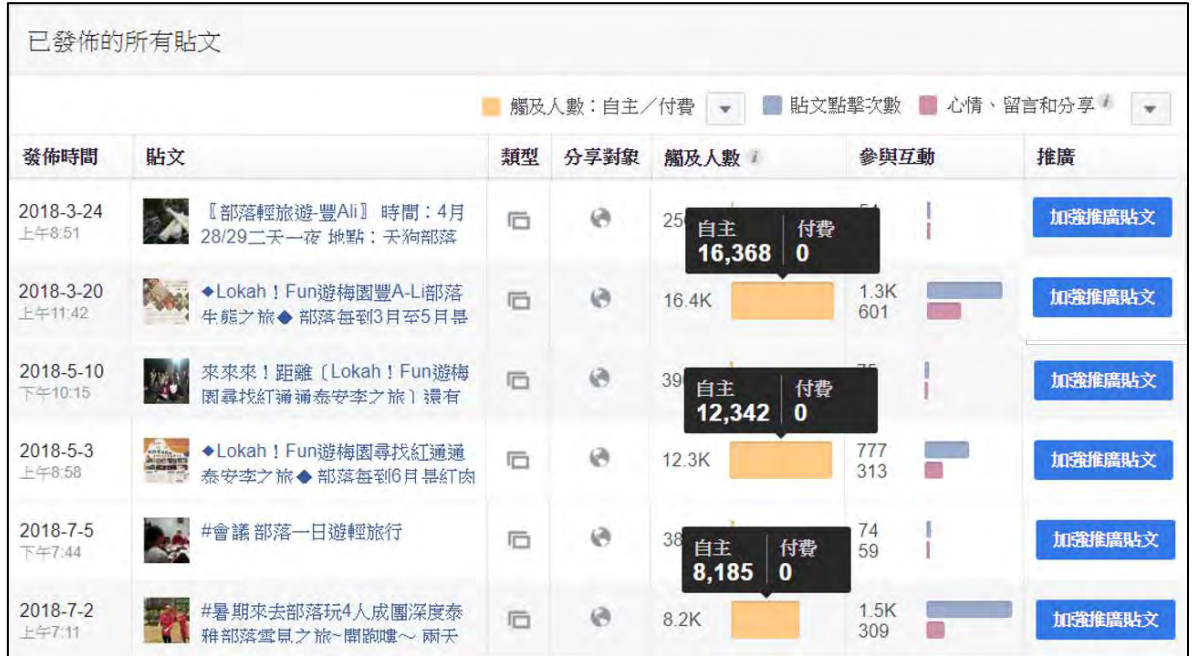 已發佈的所有貼文
觸及人數：自主／付費 貼文點擊次數 心情、留言和分享
發佈時間 貼文 類型 分享對象 觸及人數 參與互動 推廣
2018-3-24
上午8:51
〖部落輕旅遊-豐Ali〗 時間：4月
28/29二天一夜 地點：天狗部落
自主 付費
16,368 0
加強推廣貼文
2018-3-20
上午11:42
◆Lokah！Fun遊梅園豐A-Li部落
生態之旅◆ 部落每到3月至5月是
16.4K
1.3K
601
加強推廣貼文
2018-5-10
下午10:15
來來來！距離〔Lokah！Fun遊梅
園尋找紅通通泰安李之旅〕還有
自主 付費
12,342 0
加強推廣貼文
2018-5-3
上午8:58
◆Lokah！Fun遊梅園尋找紅通通
泰安李之旅◆ 部落每到6月是紅肉
12.3K
777
313
加強推廣貼文
2018-7-5
下午7:44
#會議 部落一日遊輕旅行
自主 付費
8,185 0
74
59
加強推廣貼文
2018-7-2
上午7:11
#暑期來去部落玩4人成團深度泰
雅部落雪見之旅~開跑嘍~ 兩天
8.2K
1.5K
309
加強推廣貼文